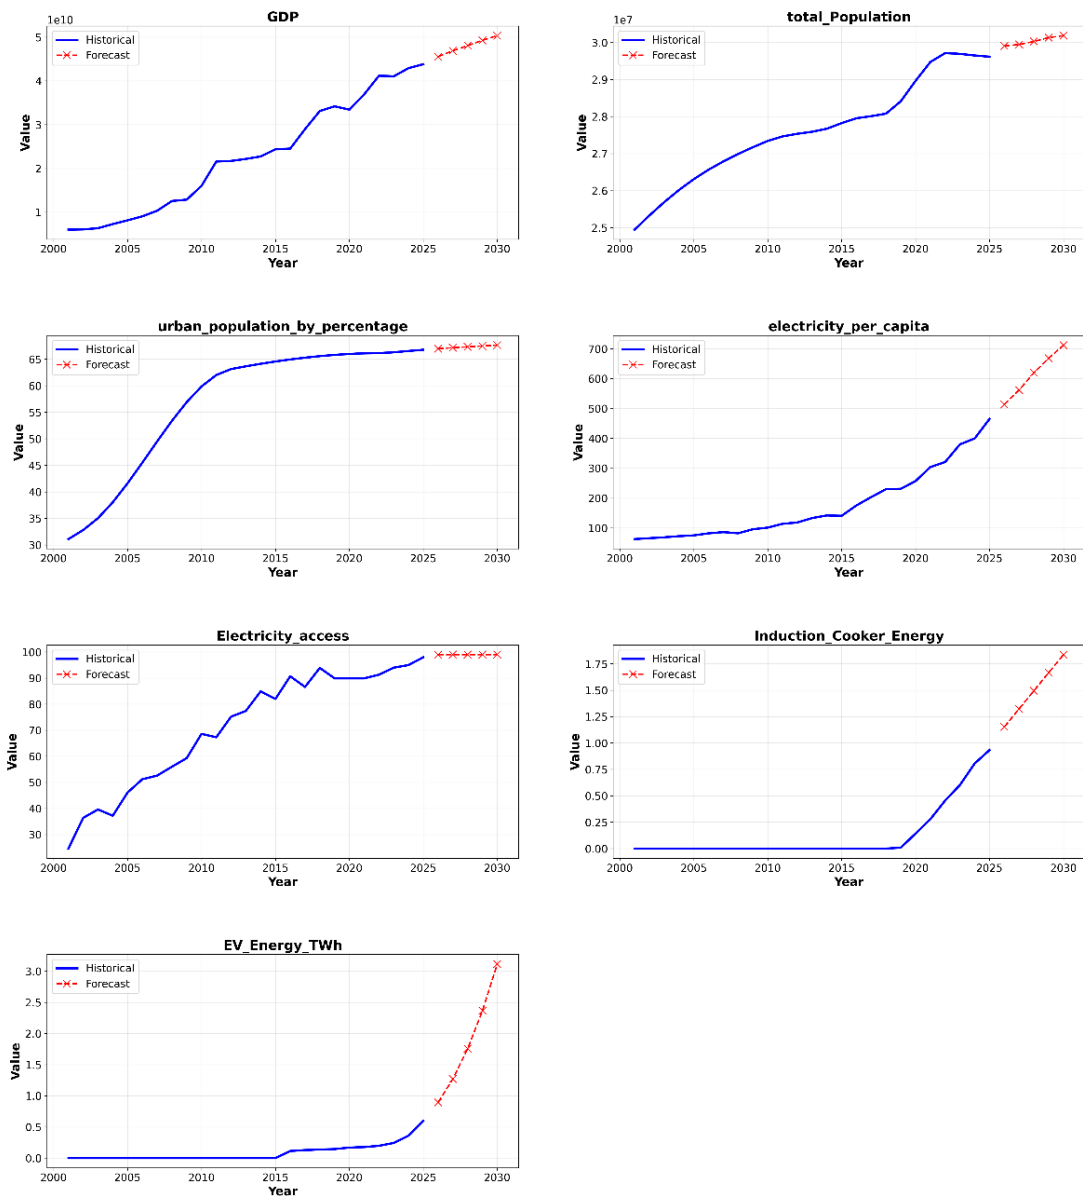 GDP
1e10
Historical
Forecast
5
4
3
2
1
Value
2000 2005 2010 2015 2020 2025 2030
Year
total_Population
1e7
Historical
Forecast
3.0
2.9
2.8
2.7
2.6
2.5
Value
2000 2005 2010 2015 2020 2025 2030
Year
urban_population_by_percentage
Historical
Forecast
65
60
55
50
45
40
35
30
Value
2000 2005 2010 2015 2020 2025 2030
Year
electricity_per_capita
Historical
Forecast
700
600
500
400
300
200
100
Value
2000 2005 2010 2015 2020 2025 2030
Year
Electricity_access
Historical
Forecast
100
90
80
70
60
50
40
30
Value
2000 2005 2010 2015 2020 2025 2030
Year
Induction_Cooker_Energy
Historical
Forecast
1.75
1.50
1.25
1.00
0.75
0.50
0.25
0.00
Value
2000 2005 2010 2015 2020 2025 2030
Year
EV_Energy_TWh
Historical
Forecast
3.0
2.5
2.0
1.5
1.0
0.5
0.0
Value
2000 2005 2010 2015 2020 2025 2030
Year